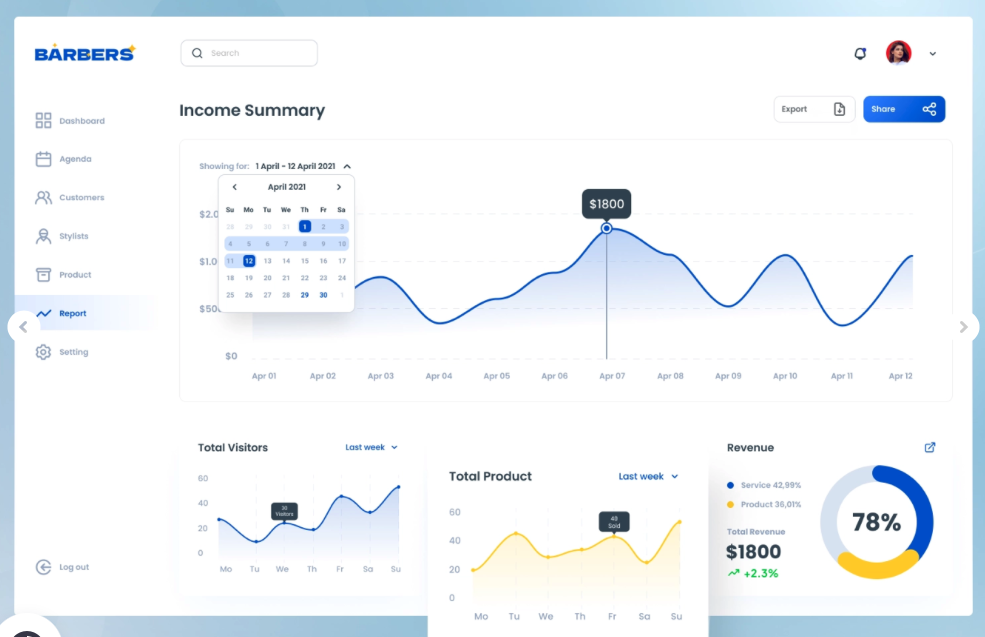 BARBERS
Search
Income Summary
Export
Share
Dashboard
Agenda
Customers
Stylists
Product
Report
Setting
Log out
Showing for: 1 April - 12 April 2021
April 2021
Su Mo Tu We Th Fr Sa
28 29 30 31 1 2 3
4 5 6 7 8 9 10
11 12 13 14 15 16 17
18 19 20 21 22 23 24
25 26 27 28 29 30 1
$1800
$2.0
$1.0
$50
$0
Apr 01 Apr 02 Apr 03 Apr 04 Apr 05 Apr 06 Apr 07 Apr 08 Apr 09 Apr 10 Apr 11 Apr 12
Total Visitors
Last week
60
40
20
0
Visitors
Mo Tu We Th Fr Sa Su
Total Product
Last week
60
40
20
0
Sold
Mo Tu We Th Fr Sa Su
Revenue
Service 42,99%
Product 36,01%
Total Revenue
$1800
+2.3%
78%